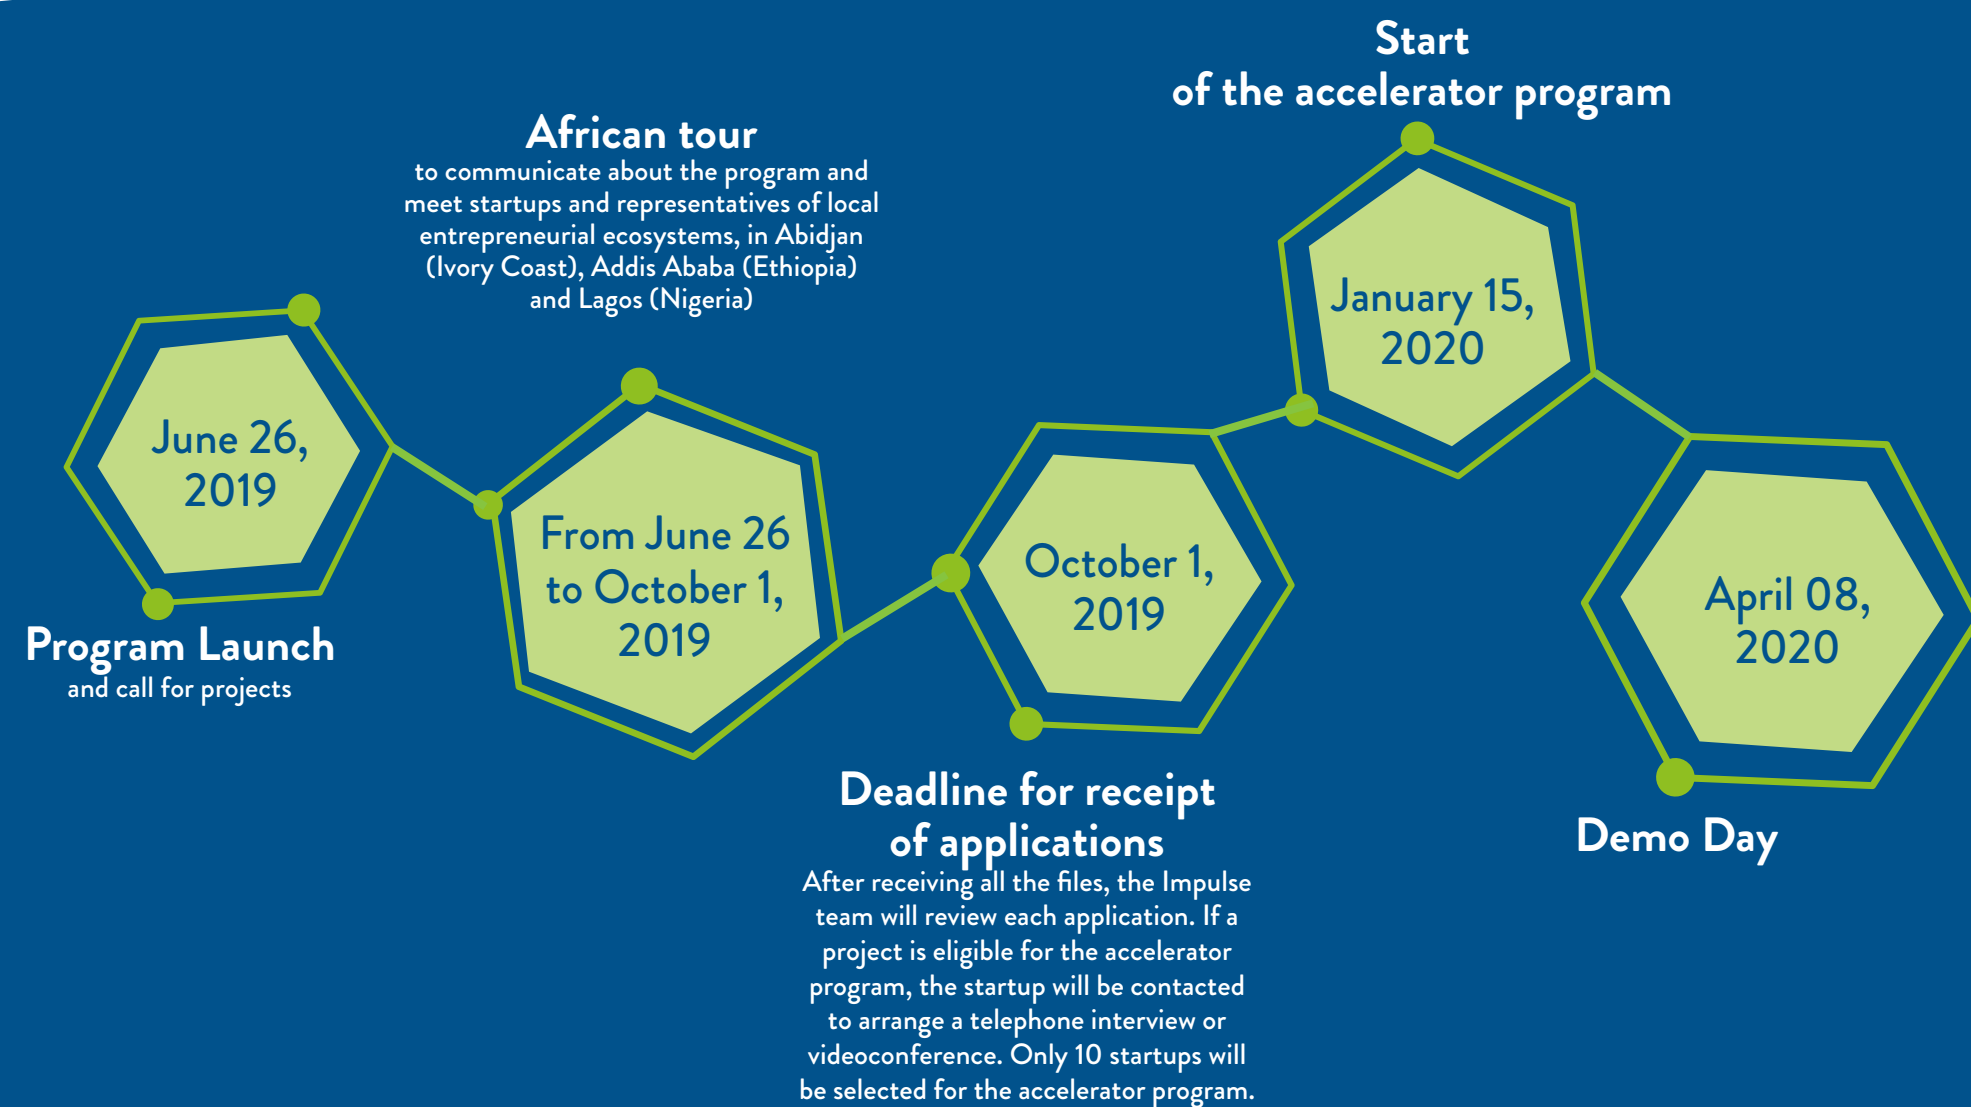 June 26,
2019
Program Launch
and call for projects
African tour
to communicate about the program and
meet startups and representatives of local
entrepreneurial ecosystems, in Abidjan
(Ivory Coast), Addis Ababa (Ethiopia)
and Lagos (Nigeria)
From June 26
to October 1,
2019
October 1,
2019
Deadline for receipt
of applications
After receiving all the files, the Impulse
team will review each application. If a
project is eligible for the accelerator
program, the startup will be contacted
to arrange a telephone interview or
videoconference. Only 10 startups will
be selected for the accelerator program.
Start
of the accelerator program
January 15,
2020
April 08,
2020
Demo Day